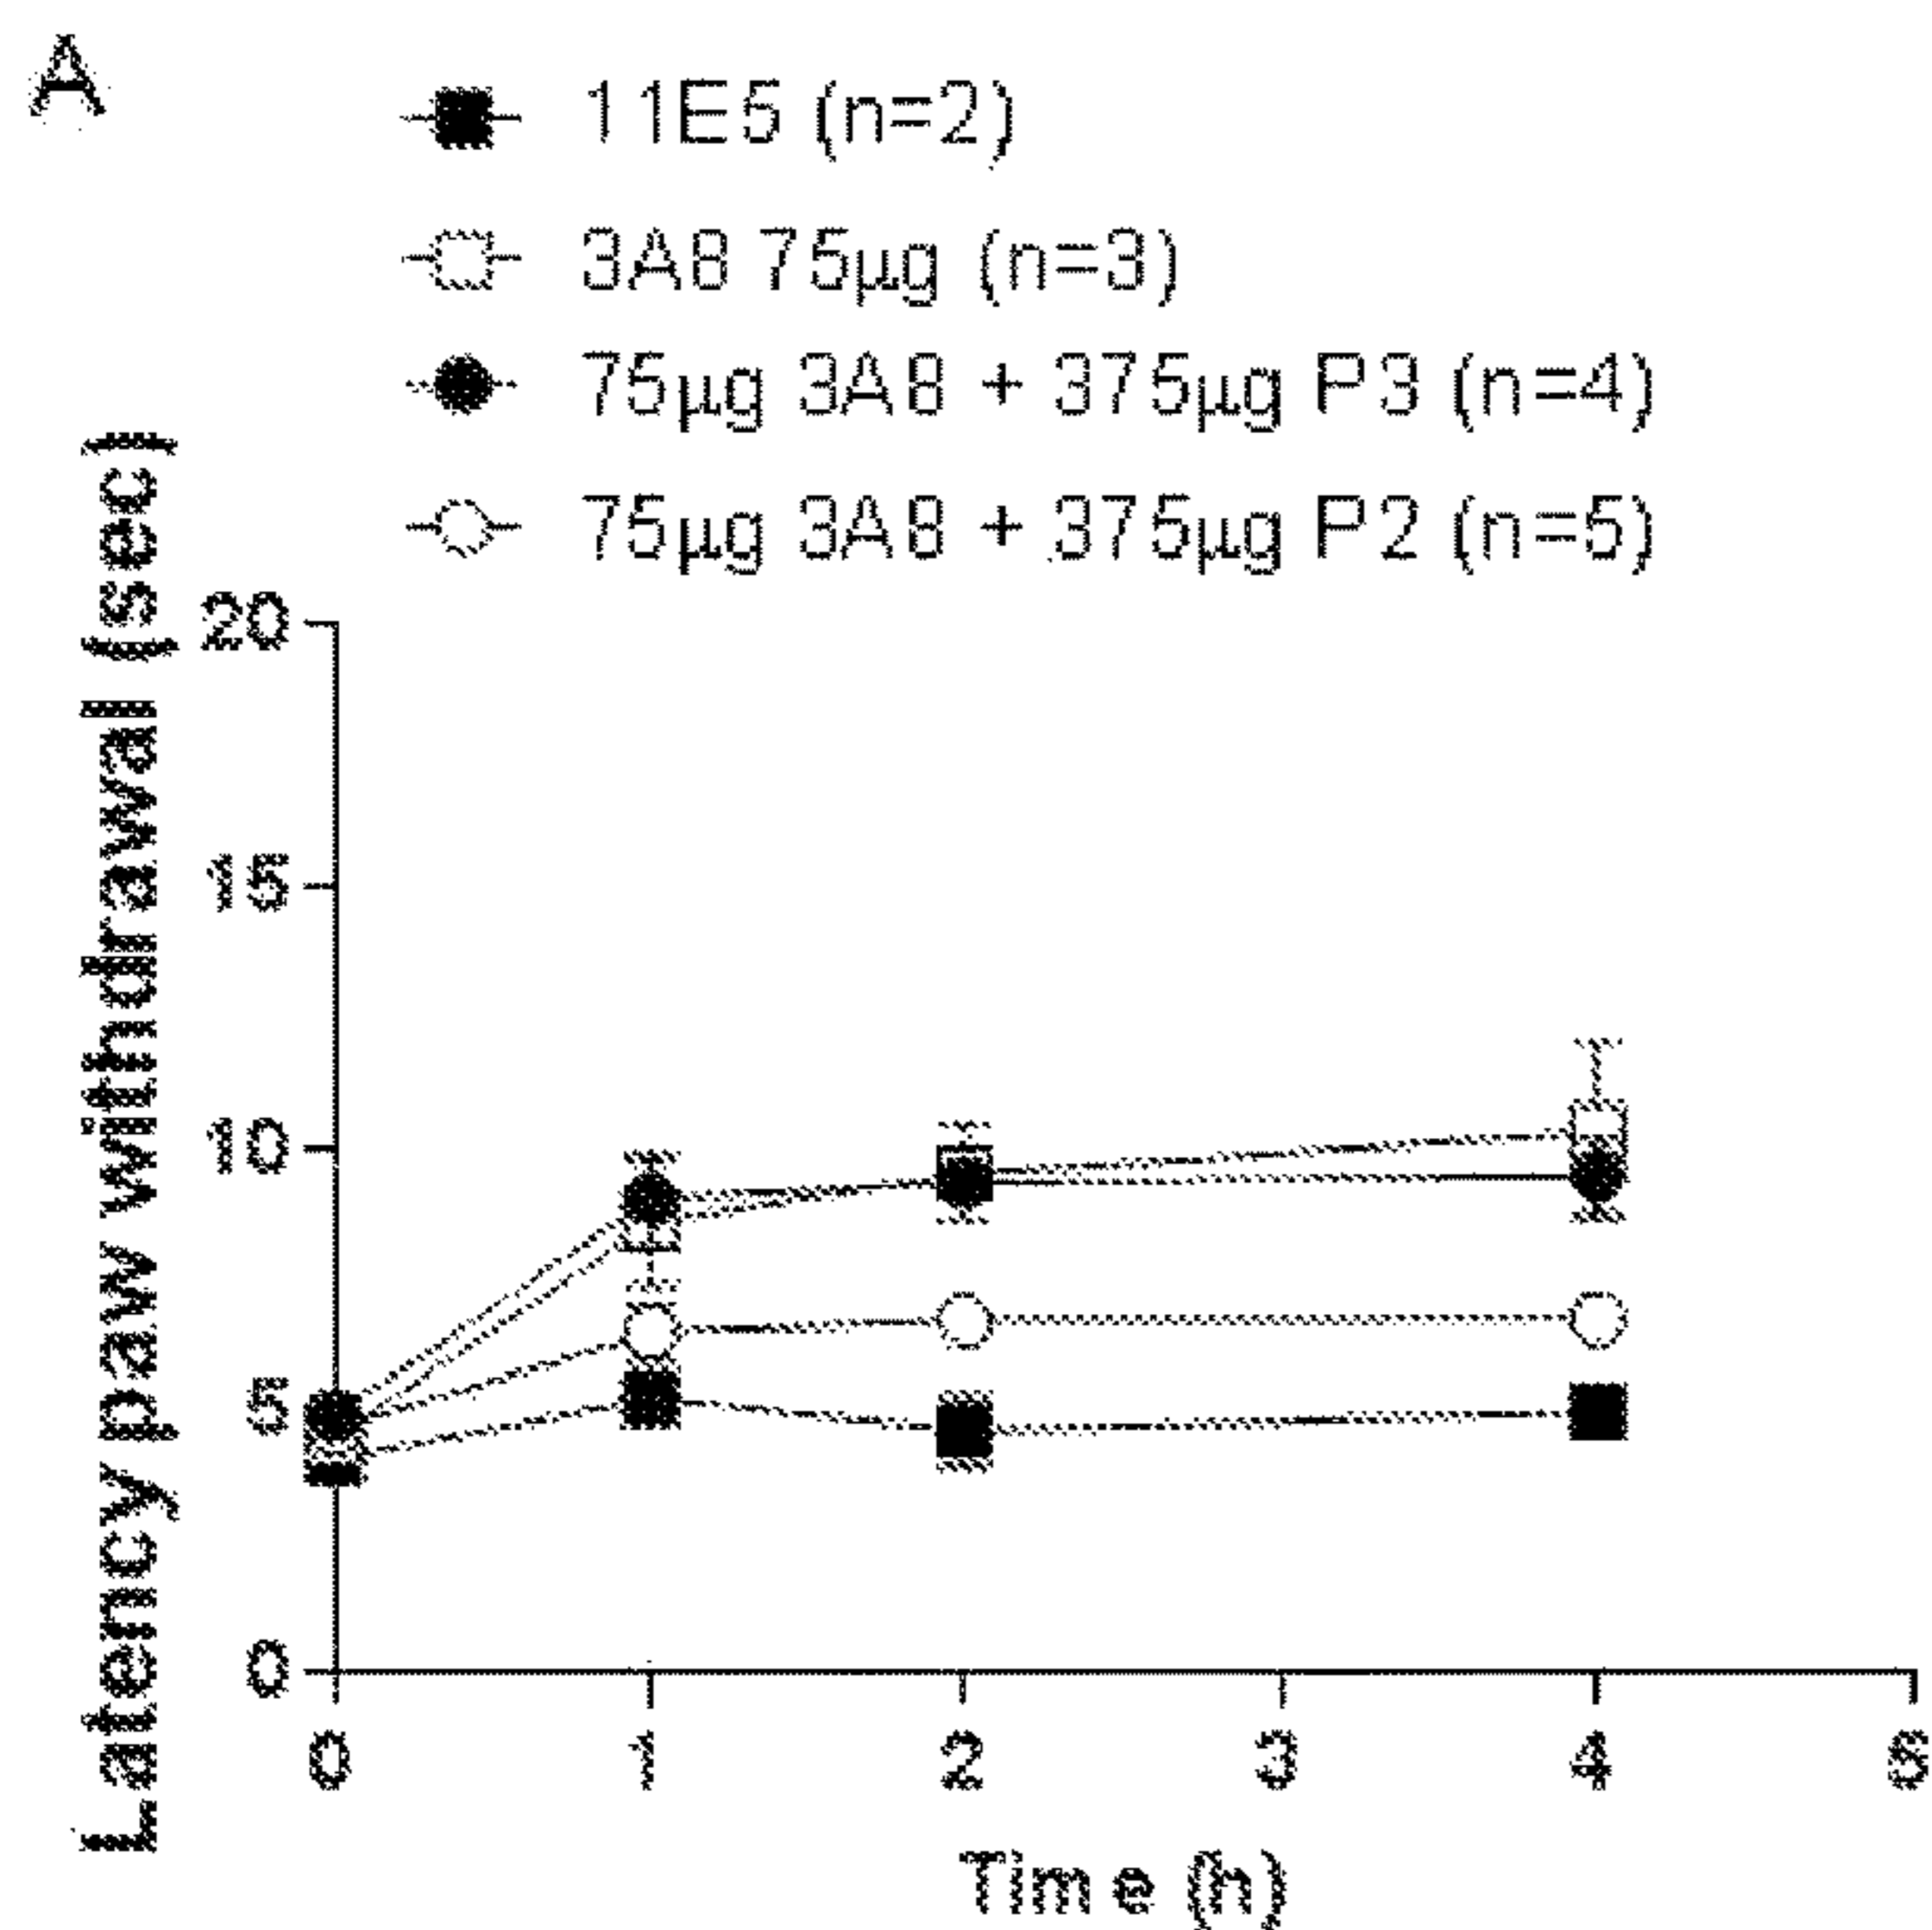 A
11E5 (n=2)
3A8 75µg (n=3)
75µg 3A8 + 375µg P3 (n=4)
75µg 3A8 + 375µg P2 (n=5)
Latency paw withdrawal (sec)
20
15
10
5
0
0 1 2 3 4 5
Time (h)